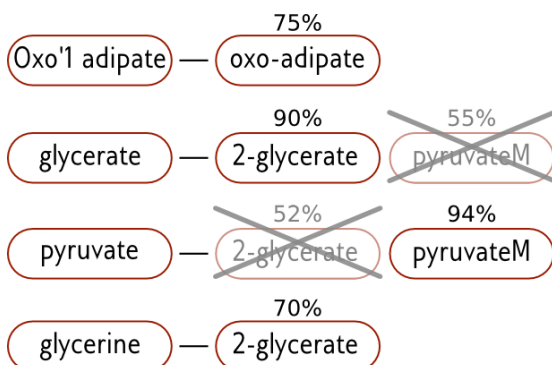 75%
Oxo'1 adipate — oxo-adipate
90% 55%
glycerate — 2-glycerate pyruvateM
52% 94%
pyruvate — 2-glycerate pyruvateM
70%
glycerine — 2-glycerate